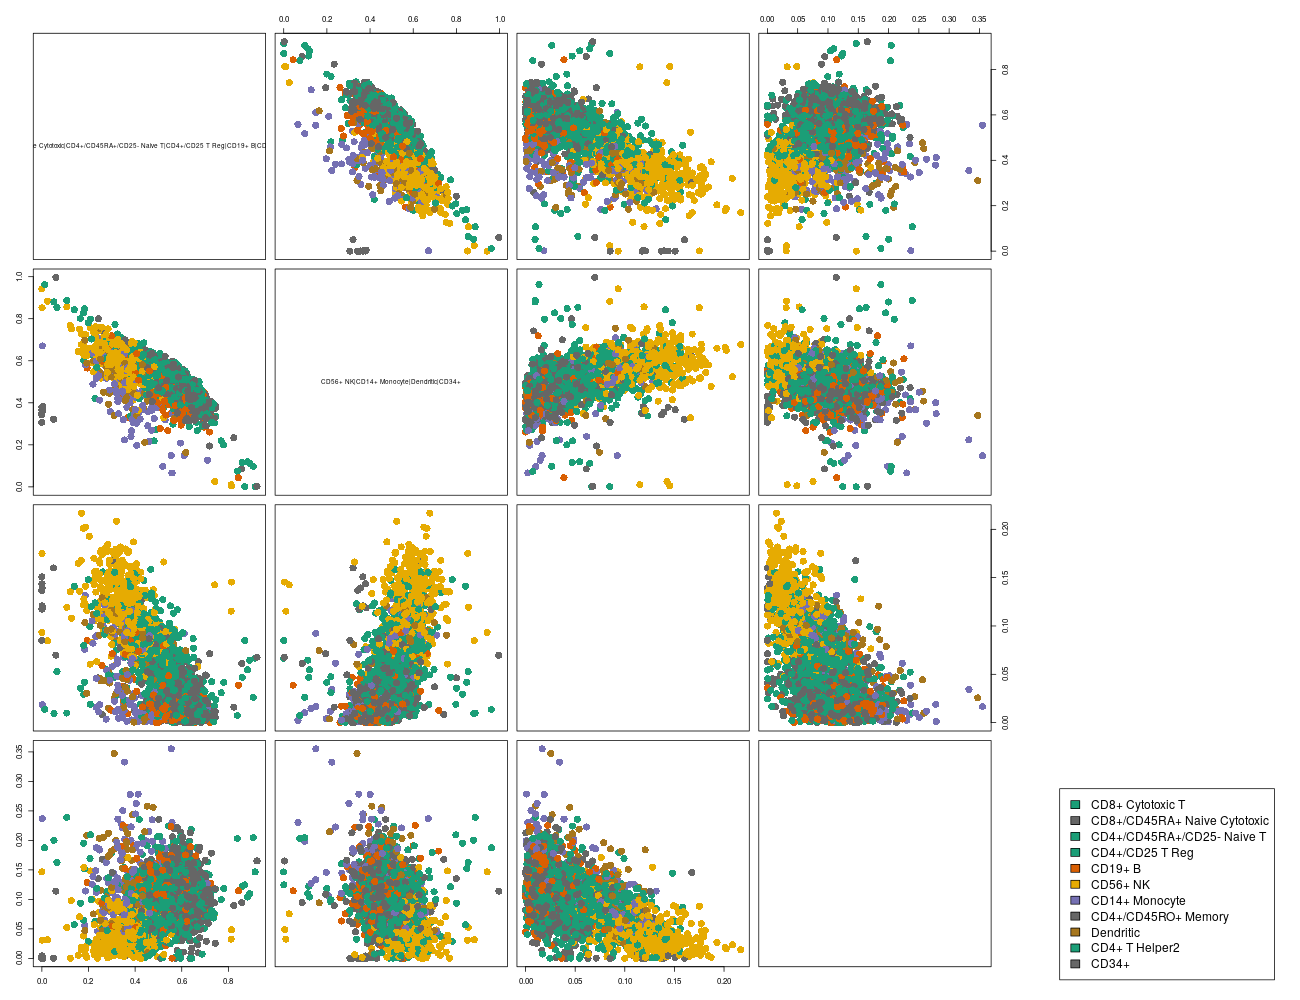 0.0 0.2 0.4 0.6 0.8 1.0
0.00 0.05 0.10 0.15 0.20 0.25 0.30 0.35
e Cytotoxic|CD4+/CD45RA+/CD25- Naive T|CD4+/CD25 T Reg|CD19+ B|CD
0.0 0.2 0.4 0.6 0.8
0.0 0.2 0.4 0.6 0.8 1.0
CD56+ NK|CD14+ Monocyte|Dendritic|CD34+
0.00 0.05 0.10 0.15 0.20
0.00 0.05 0.10 0.15 0.20 0.25 0.30 0.35
0.0 0.2 0.4 0.6 0.8
0.00 0.05 0.10 0.15 0.20
CD8+ Cytotoxic T
CD8+/CD45RA+ Naive Cytotoxic
CD4+/CD45RA+/CD25- Naive T
CD4+/CD25 T Reg
CD19+ B
CD56+ NK
CD14+ Monocyte
CD4+/CD45RO+ Memory
Dendritic
CD4+ T Helper2
CD34+